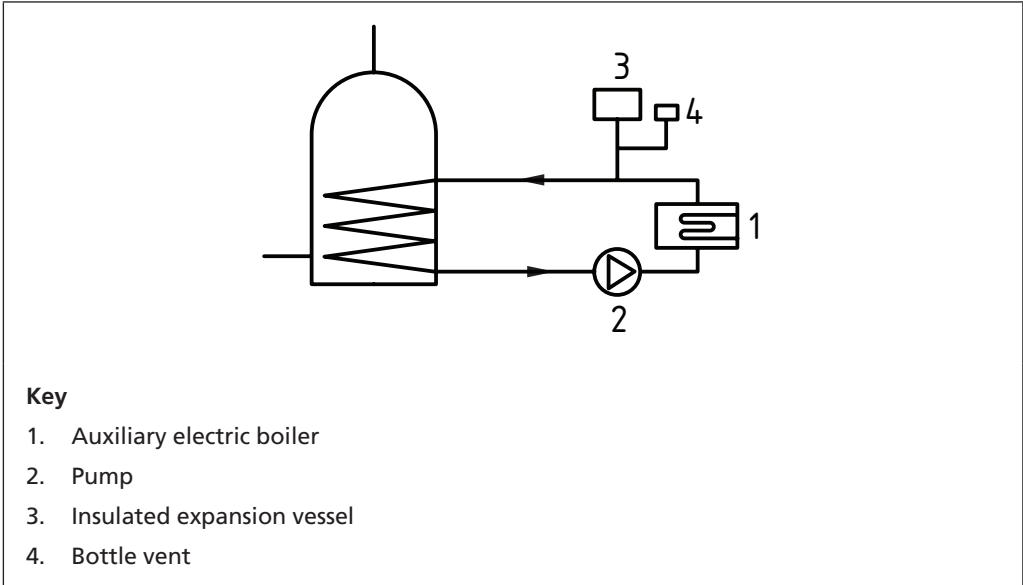 3
4
1
2
Key
1. Auxiliary electric boiler
2. Pump
3. Insulated expansion vessel
4. Bottle vent